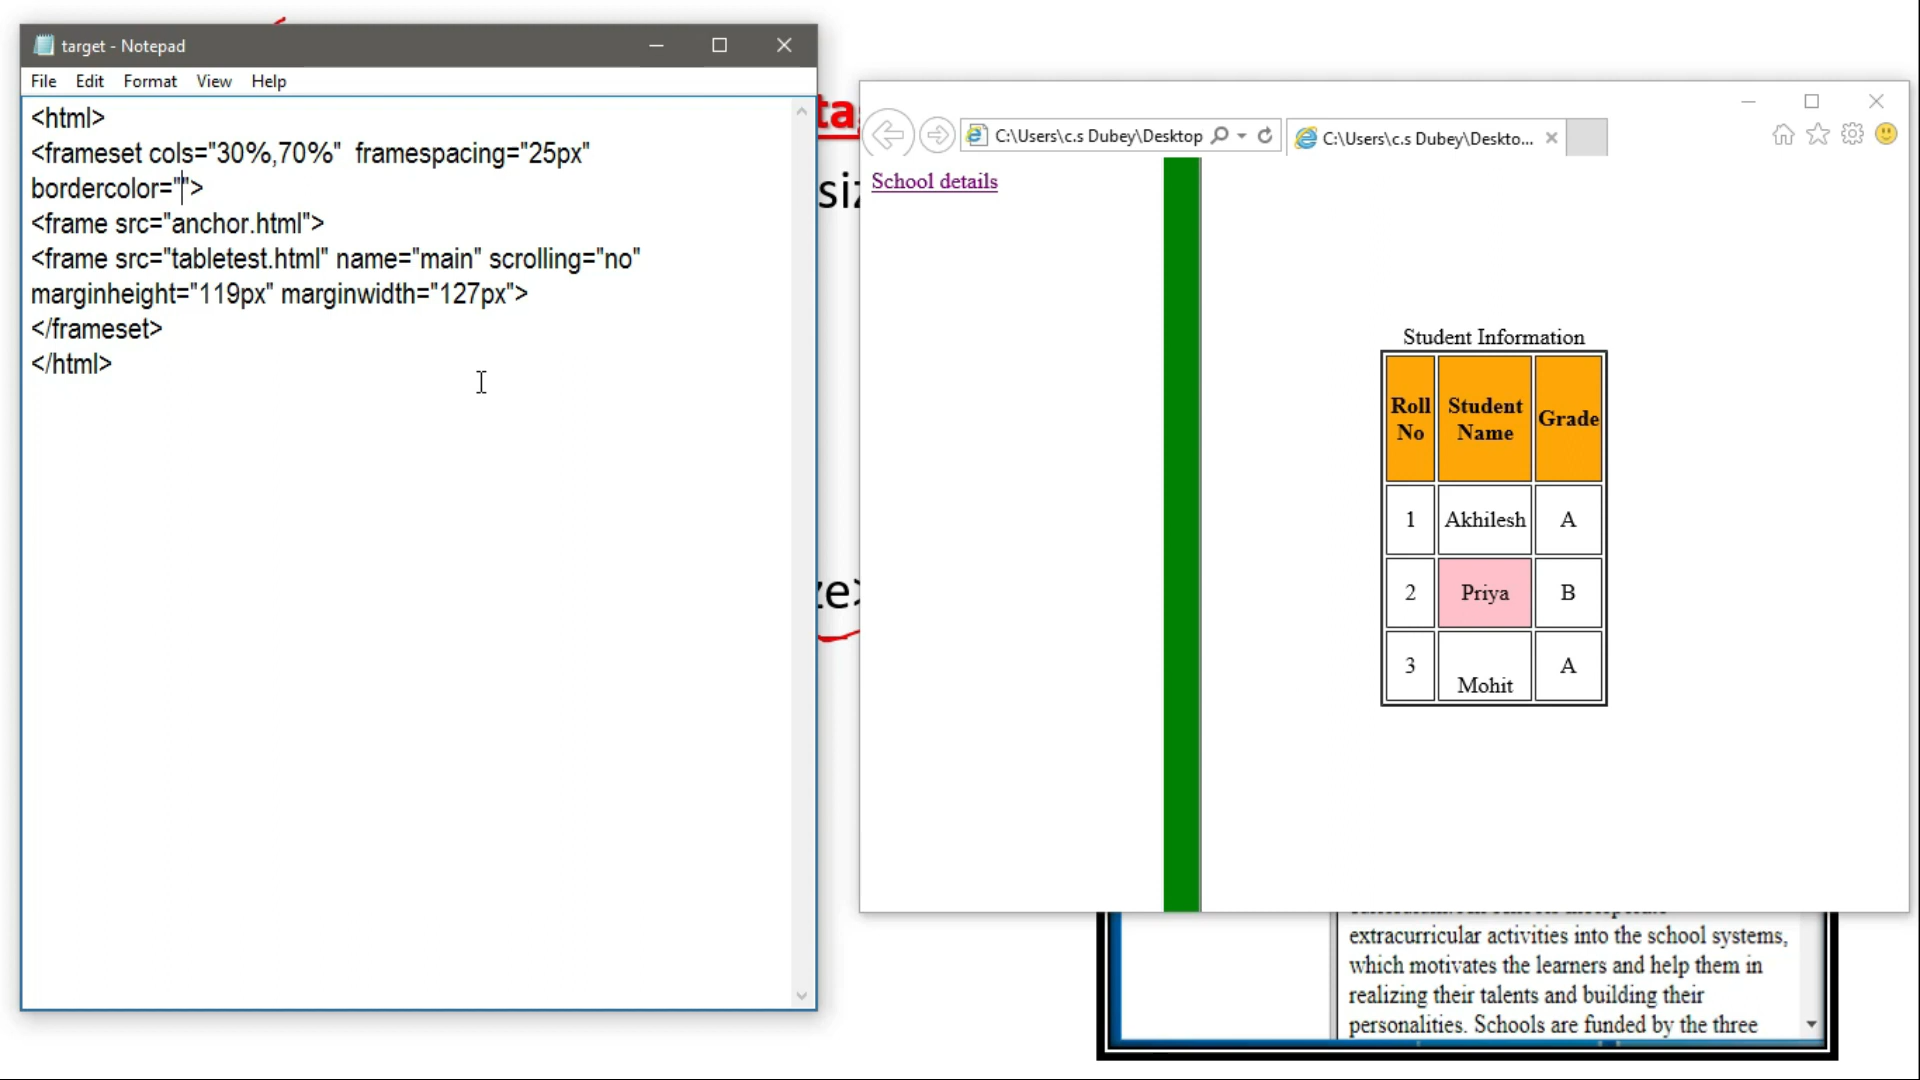 target - Notepad
File Edit Format View Help
<html>
<frameset cols="30%,70%"  framespacing="25px"
bordercolor="">
<frame src="anchor.html">
<frame src="tabletest.html" name="main" scrolling="no"
marginheight="119px" marginwidth="127px">
</frameset>
</html>
ta
siz
ze>
C:\Users\c.s Dubey\Desktop
C:\Users\c.s Dubey\Deskto...
School details
Student Information
Roll No Student Name Grade
1 Akhilesh A
2 Priya B
3 Mohit A
extracurricular activities into the school systems,
which motivates the learners and help them in
realizing their talents and building their
personalities. Schools are funded by the three